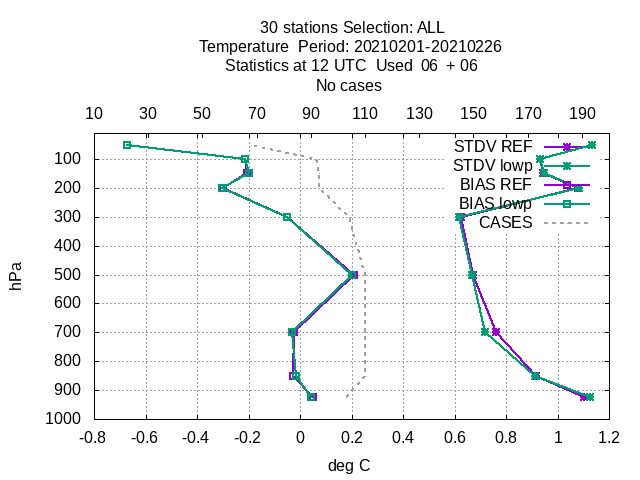 30 stations Selection: ALL
Temperature  Period: 20210201-20210226
Statistics at 12 UTC  Used  06  + 06
No cases
10 30 50 70 90 110 130 150 170 190
STDV REF
STDV lowp
BIAS REF
BIAS lowp
CASES
hPa
100
200
300
400
500
600
700
800
900
1000
-0.8 -0.6 -0.4 -0.2 0 0.2 0.4 0.6 0.8 1 1.2
deg C